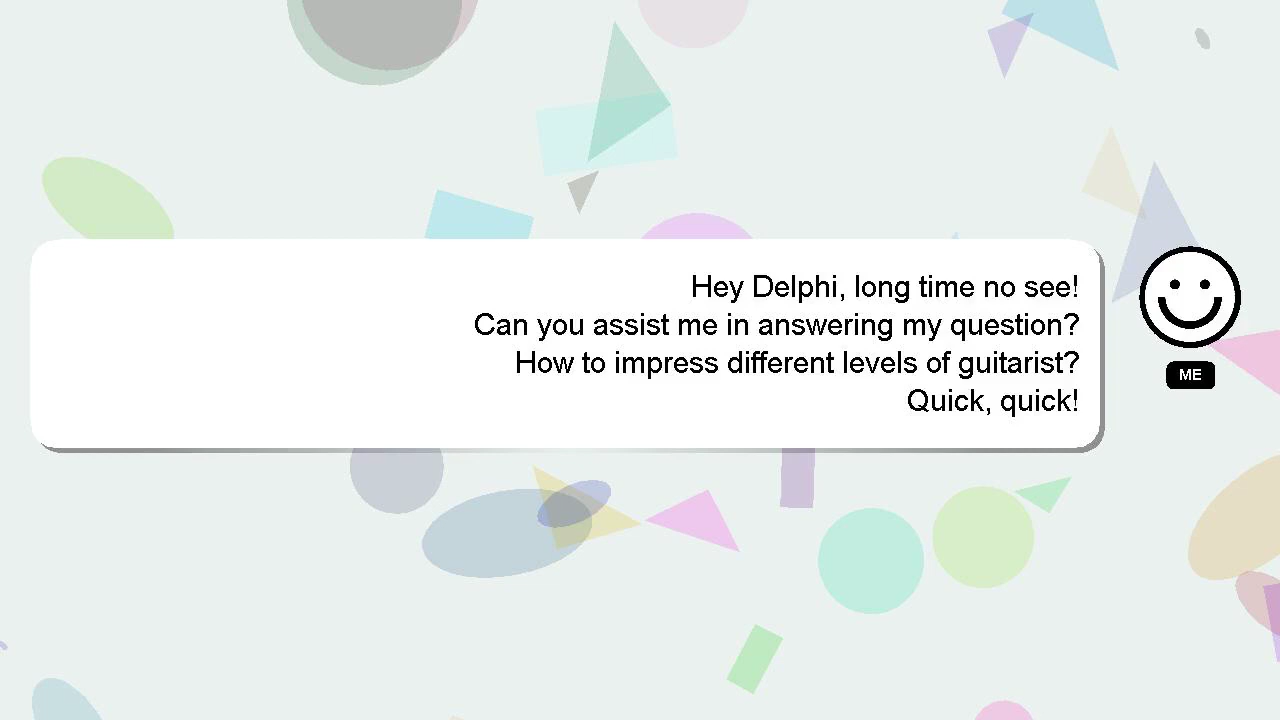 Hey Delphi, long time no see!
Can you assist me in answering my question?
How to impress different levels of guitarist?
Quick, quick!
ME